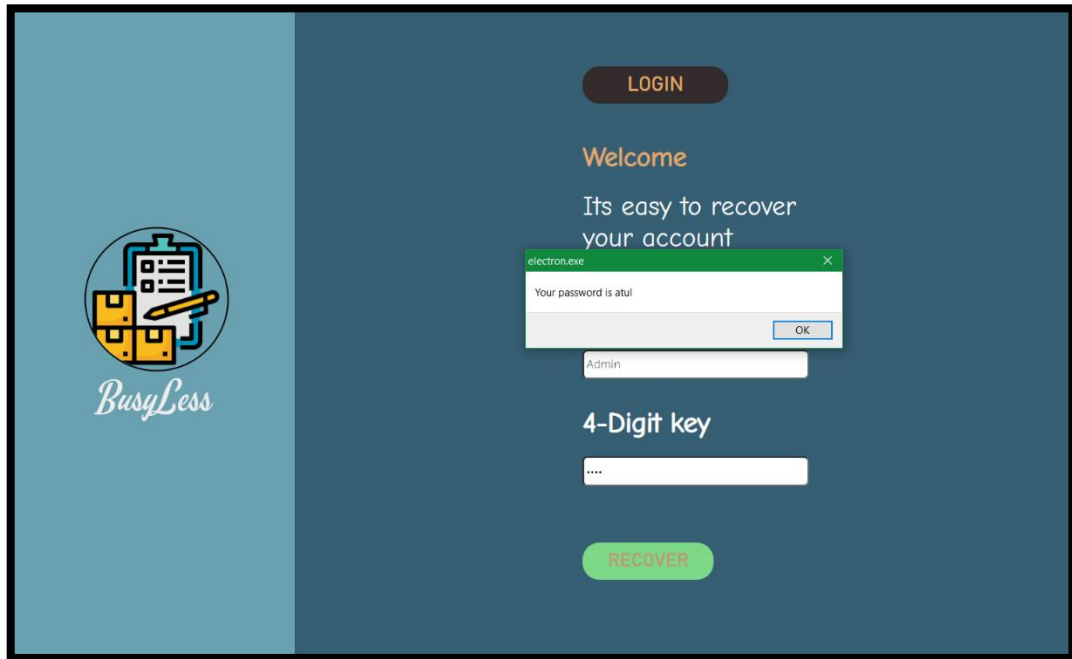 LOGIN
Welcome
Its easy to recover
your account
electron.exe
Your password is atul
OK
Admin
BusyLess
4-Digit key
....
RECOVER